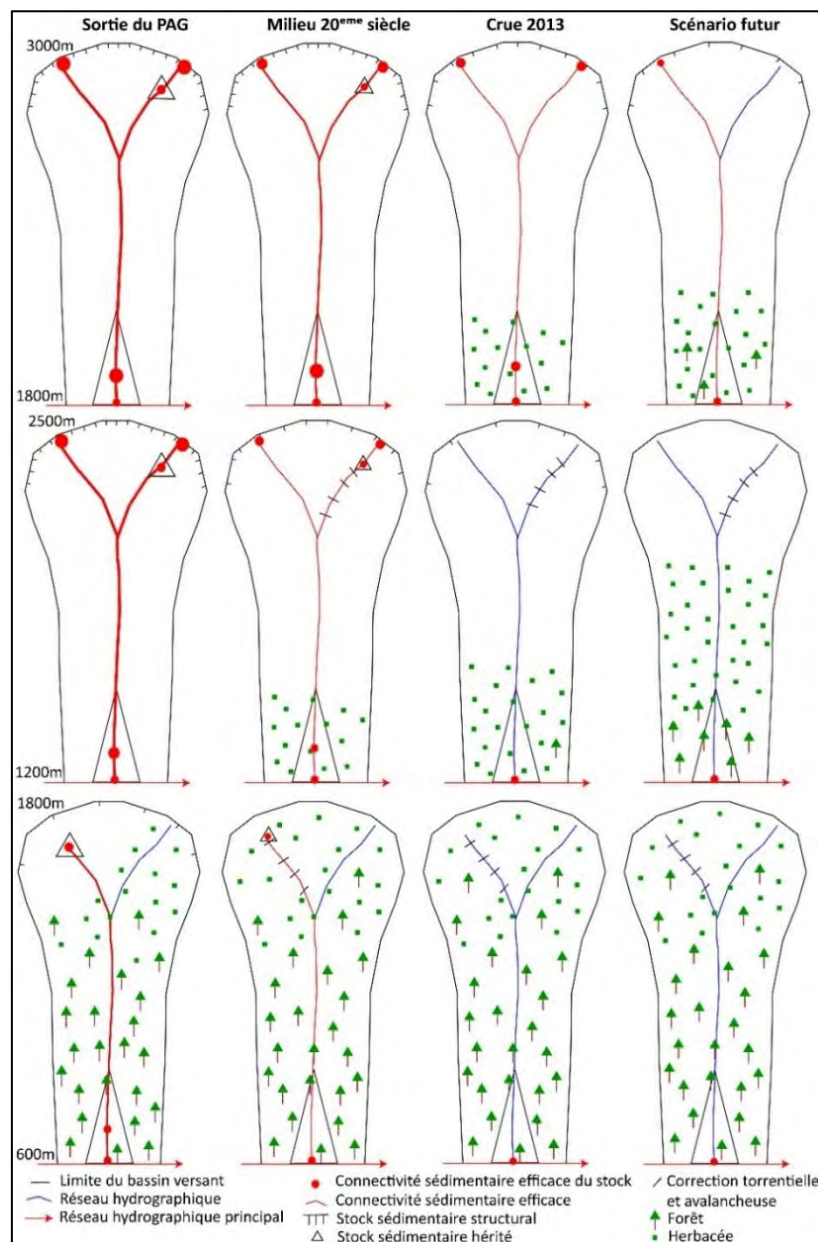 Sortie du PAG Milieu 20eme siècle Crue 2013 Scénario futur
3000m
1800m
2500m
1200m
1800m
600m
Limite du bassin versant
Réseau hydrographique
Réseau hydrographique principal
Connectivité sédimentaire efficace du stock
Connectivité sédimentaire efficace
Stock sédimentaire structural
Stock sédimentaire hérité
Correction torrentielle
et avalancheuse
Forêt
Herbacée